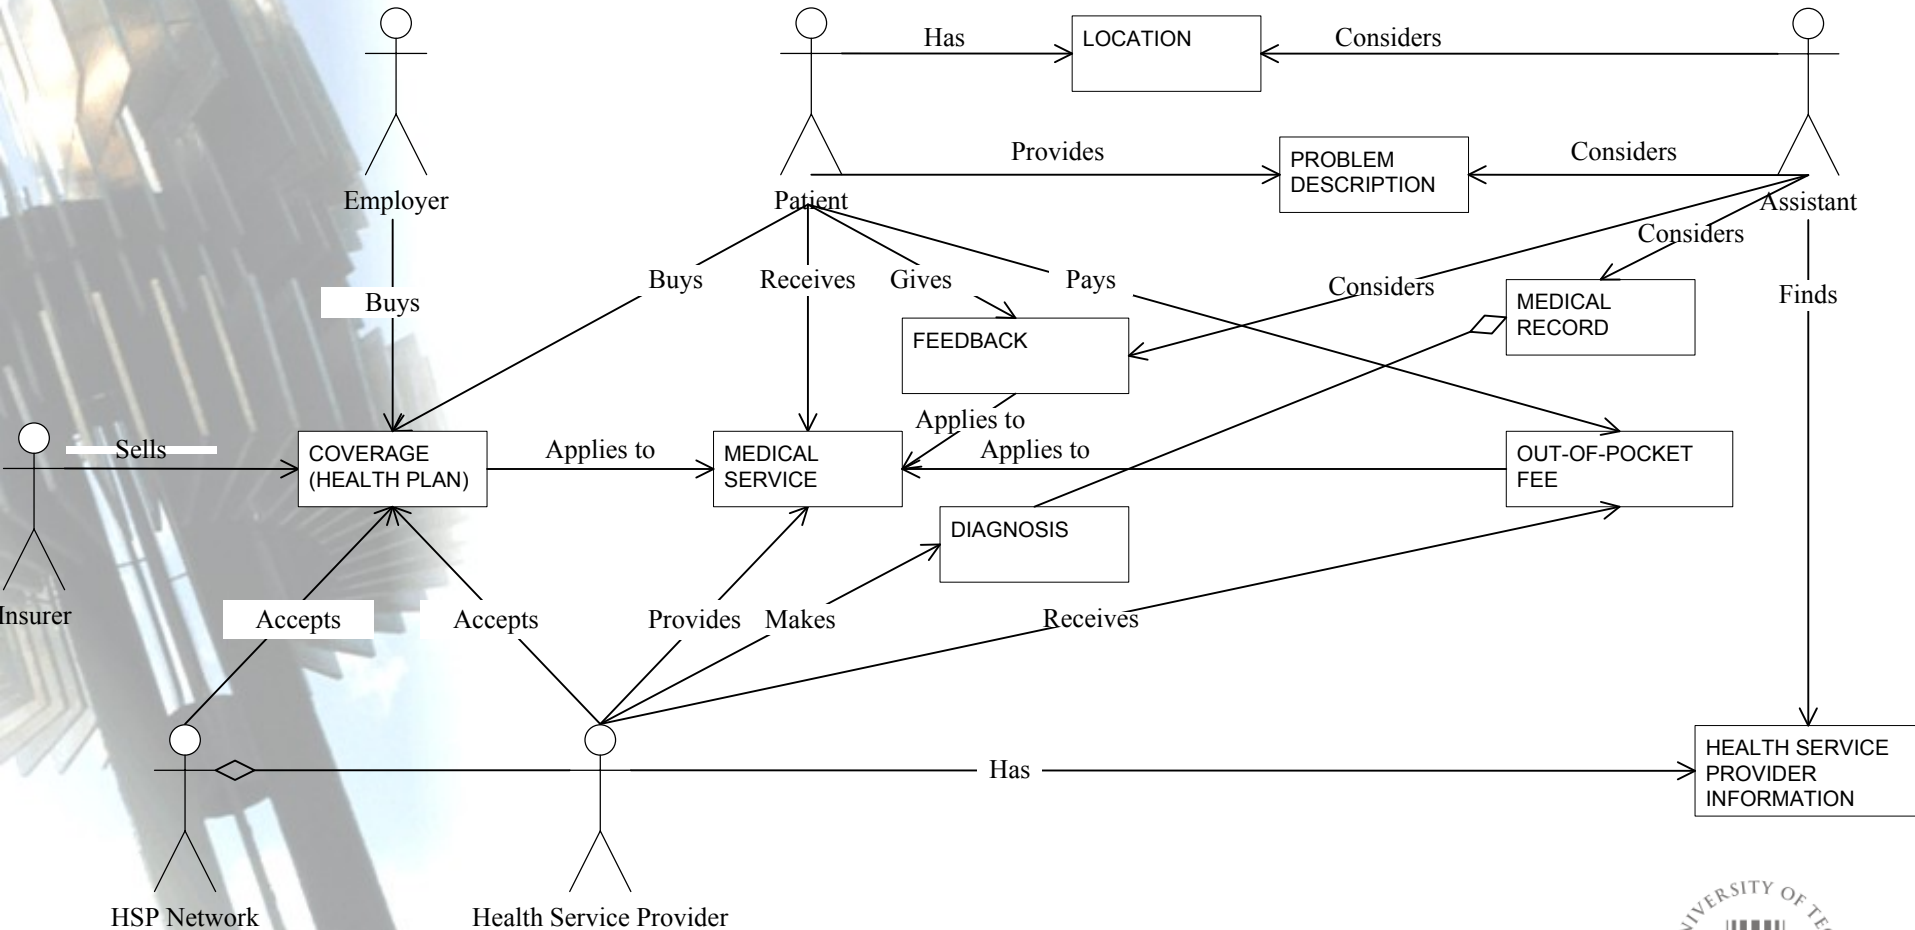 Has
LOCATION
Considers
Provides
PROBLEM
DESCRIPTION
Considers
Employer
Patient
Assistant
Considers
Buys
Receives
Gives
Pays
Considers
Finds
Buys
MEDICAL
RECORD
FEEDBACK
Applies to
Sells
COVERAGE
(HEALTH PLAN)
Applies to
MEDICAL
SERVICE
Applies to
OUT-OF-POCKET
FEE
DIAGNOSIS
Insurer
Accepts
Accepts
Provides
Makes
Receives
Has
HEALTH SERVICE
PROVIDER
INFORMATION
HSP Network
Health Service Provider